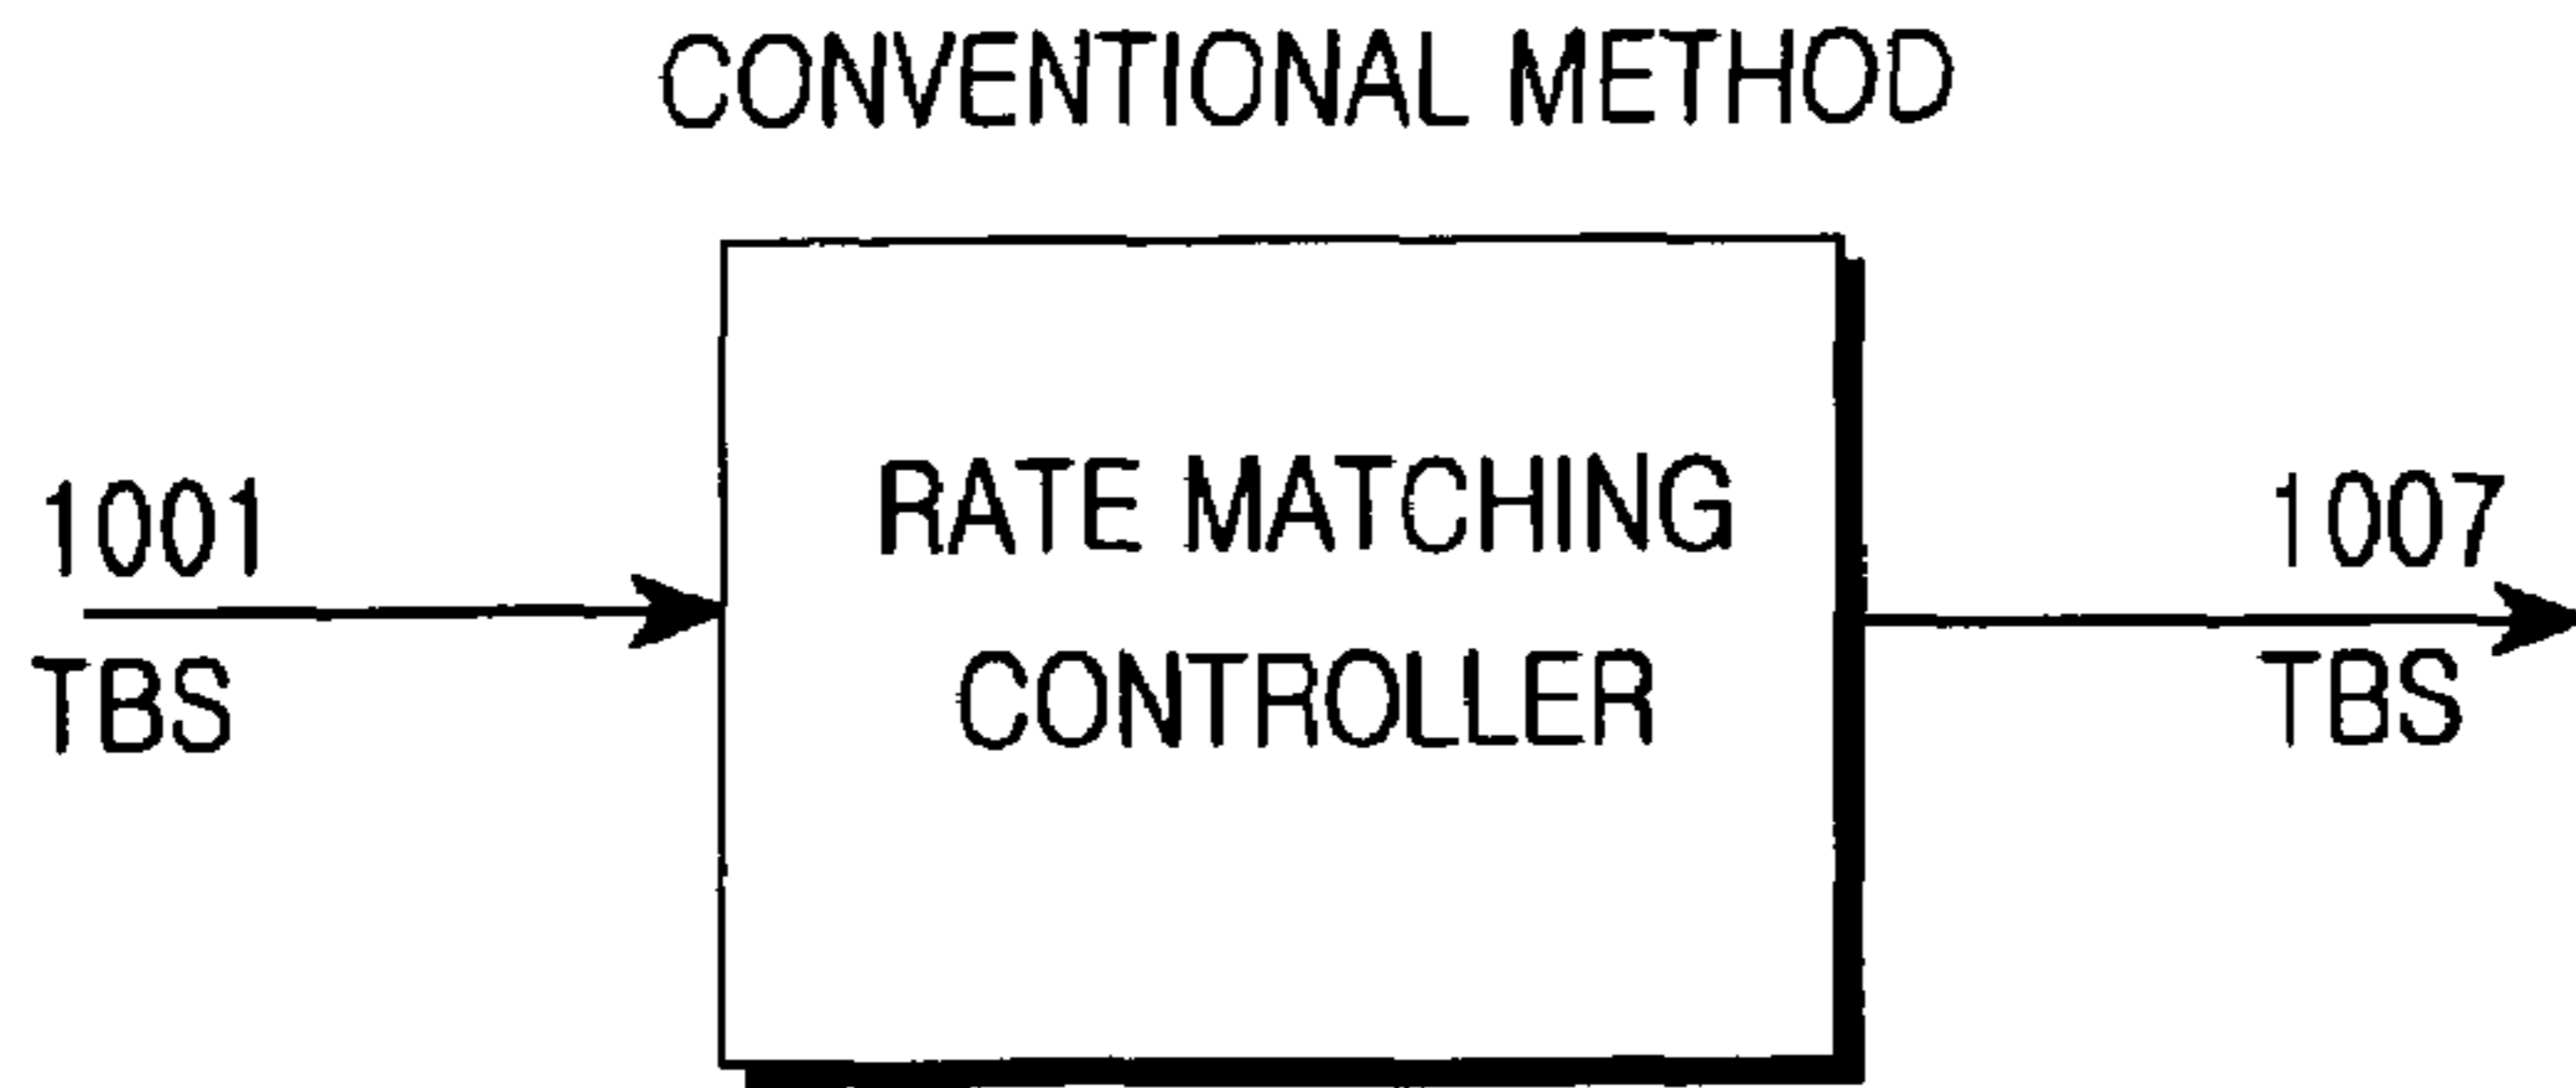 CONVENTIONAL METHOD
1001
TBS
RATE MATCHING
CONTROLLER
1007
TBS